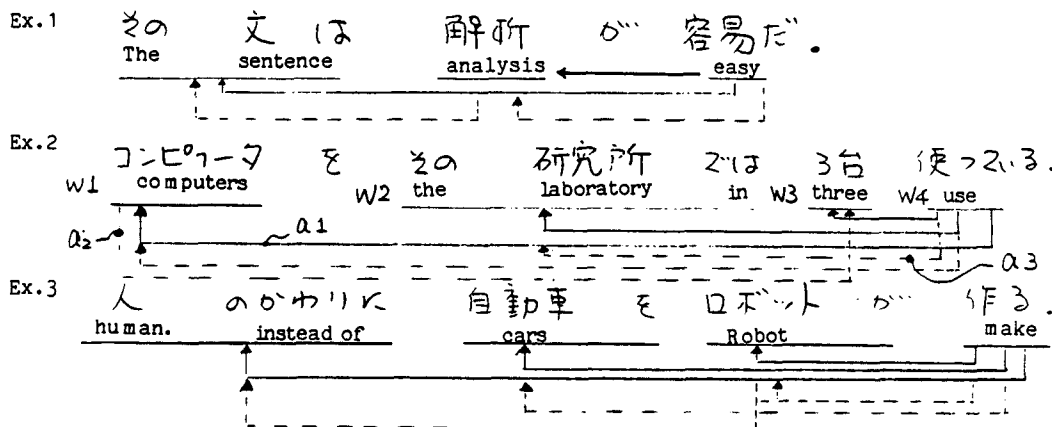 Ex.1 その 文 は 解析 が 容易だ.
The sentence analysis easy
Ex.2 コンピュータ を その 研究所 では 3台 使っている.
w1 computers w2 the laboratory in w3 three w4 use
a2 a1 a3
Ex.3 人 のかわりに 自動車 を ロボット が 作る.
human. instead of cars Robot make